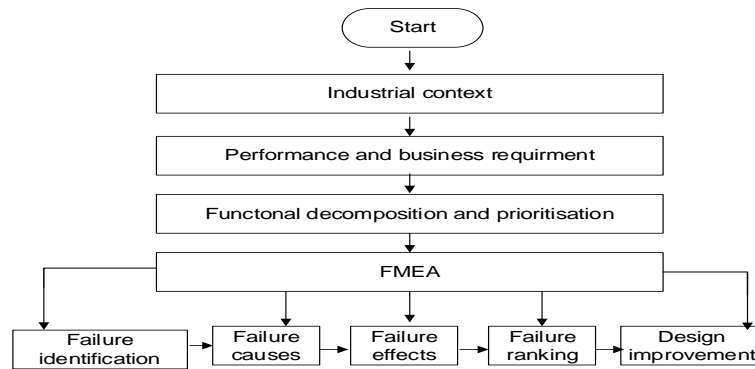 Start
Industrial context
Performance and business requirment
Functonal decomposition and prioritisation
FMEA
Failure
identification
Failure
causes
Failure
effects
Failure
ranking
Design
improvement